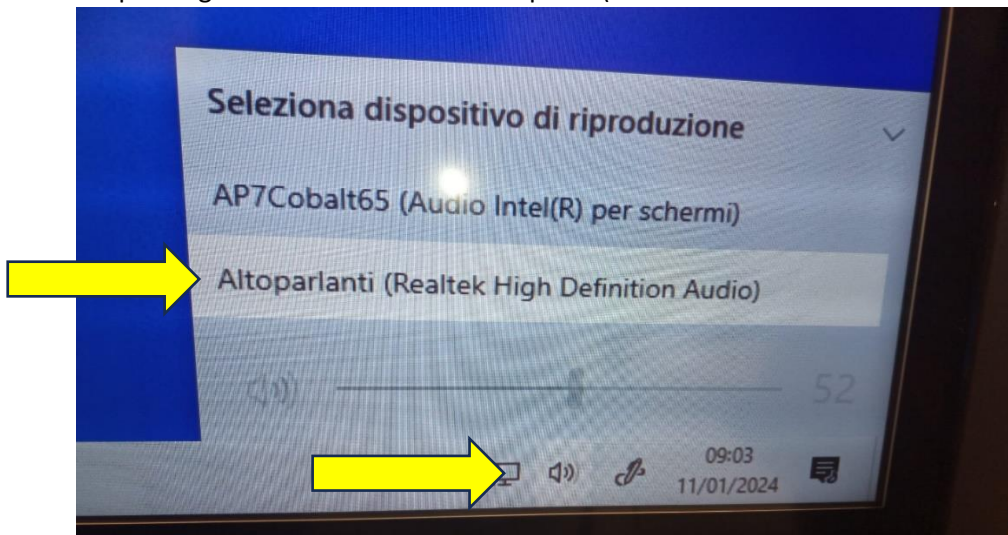 Seleziona dispositivo di riproduzione
AP7Cobalt65 (Audio Intel(R) per schermi)
Altoparlanti (Realtek High Definition Audio)
52
09:03
11/01/2024